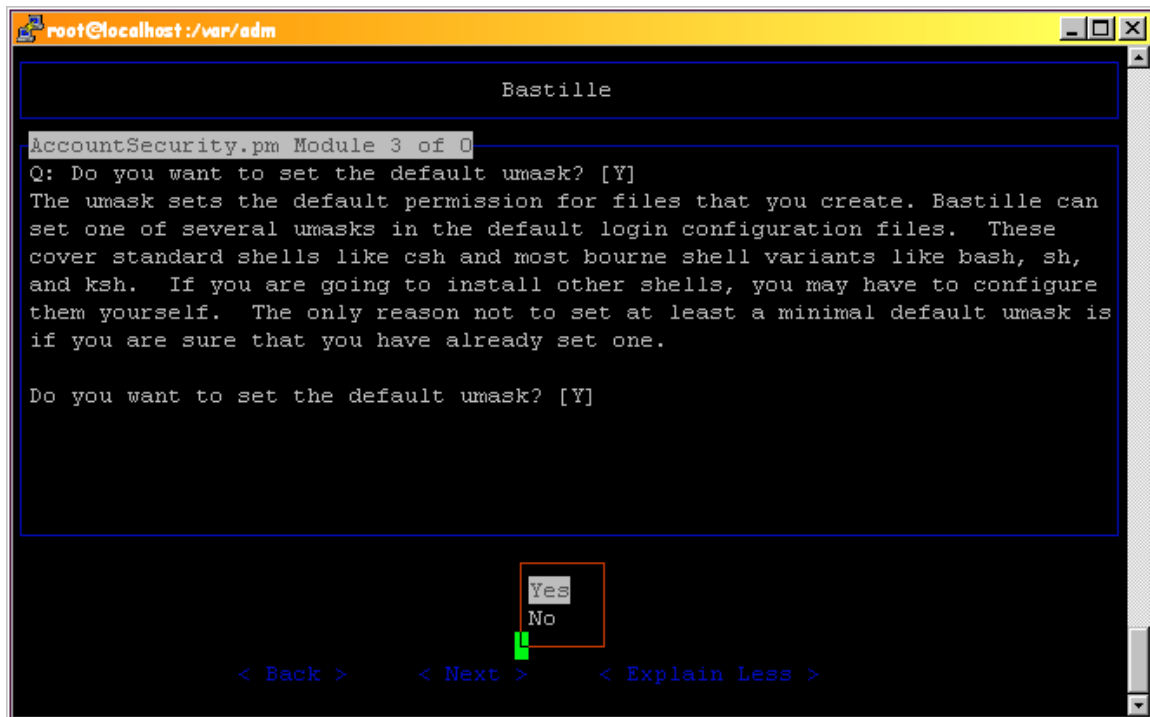 root@localhost:/var/adm
Bastille
AccountSecurity.pm Module 3 of 0
Q: Do you want to set the default umask? [Y]
The umask sets the default permission for files that you create. Bastille can
set one of several umasks in the default login configuration files.  These
cover standard shells like csh and most bourne shell variants like bash, sh,
and ksh.  If you are going to install other shells, you may have to configure
them yourself.  The only reason not to set at least a minimal default umask is
if you are sure that you have already set one.
Do you want to set the default umask? [Y]
Yes
No
< Back >     < Next >     < Explain Less >